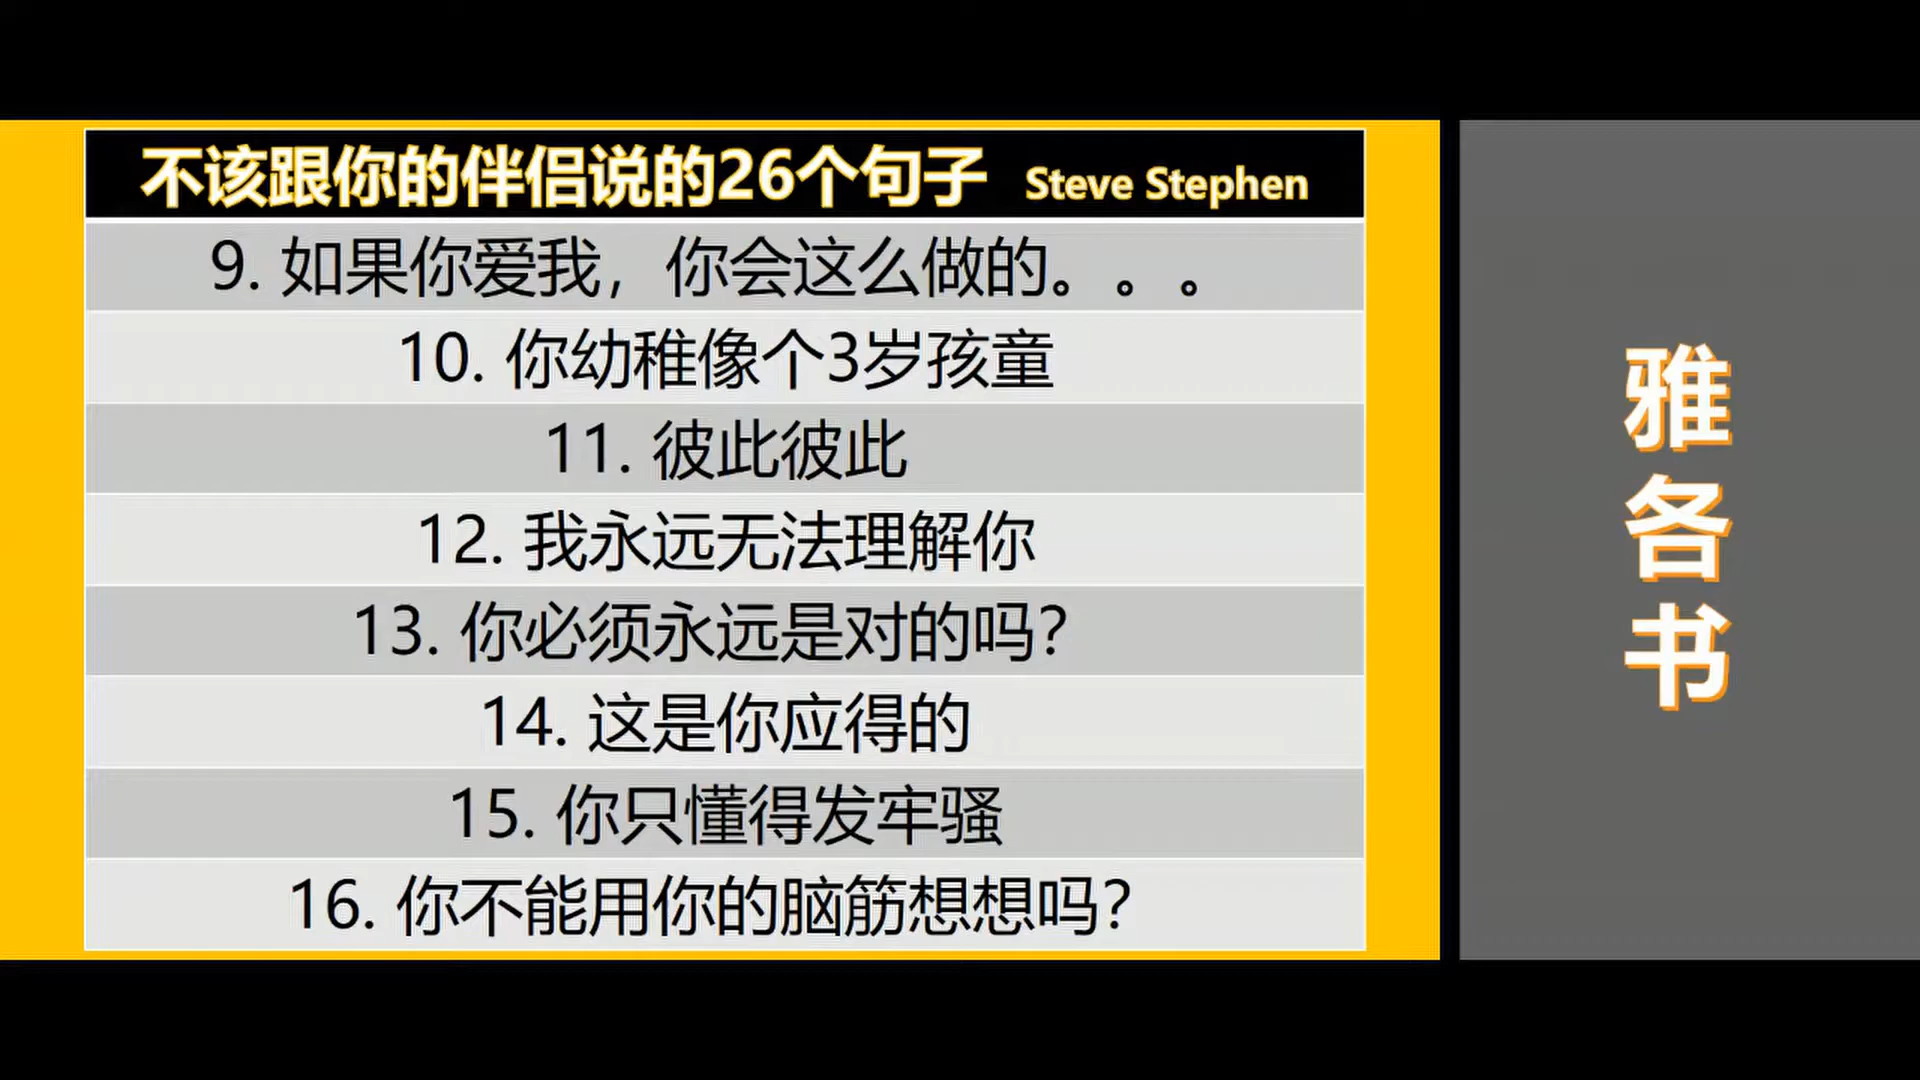 不该跟你的伴侣说的26个句子 Steve Stephen
9. 如果你爱我，你会这么做的。。。
10. 你幼稚像个3岁孩童
11. 彼此彼此
12. 我永远无法理解你
13. 你必须永远是对的吗？
14. 这是你应得的
15. 你只懂得发牢骚
16. 你不能用你的脑筋想想吗？
雅各书